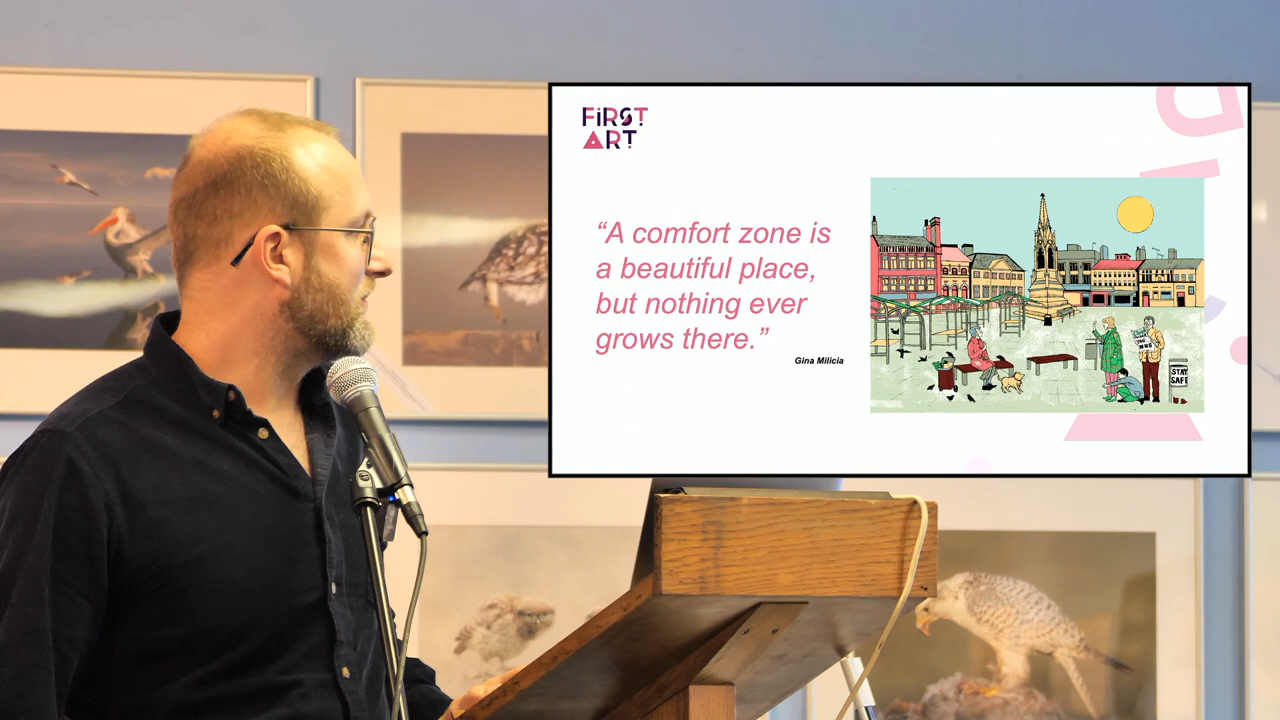 FiRST
ART
“A comfort zone is
a beautiful place,
but nothing ever
grows there.”
Gina Milicia
STAY
SAFE